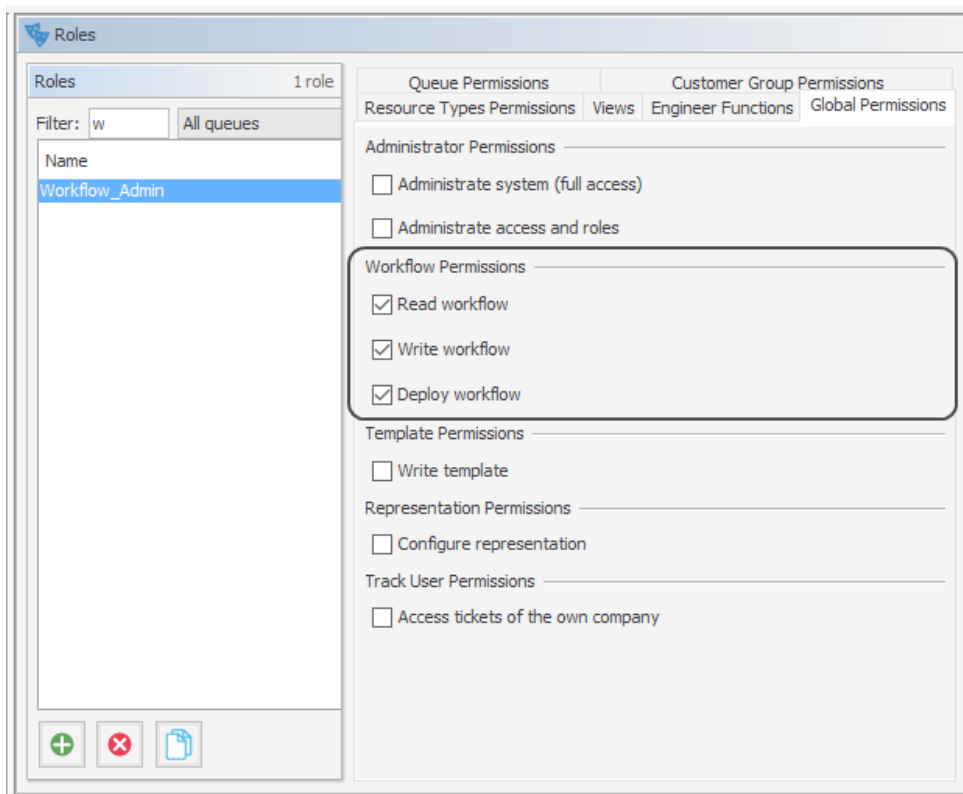 Roles
Roles 1 role
Filter: w All queues
Name
Workflow_Admin
Queue Permissions Customer Group Permissions
Resource Types Permissions Views Engineer Functions Global Permissions
Administrator Permissions
Administrate system (full access)
Administrate access and roles
Workflow Permissions
Read workflow
Write workflow
Deploy workflow
Template Permissions
Write template
Representation Permissions
Configure representation
Track User Permissions
Access tickets of the own company